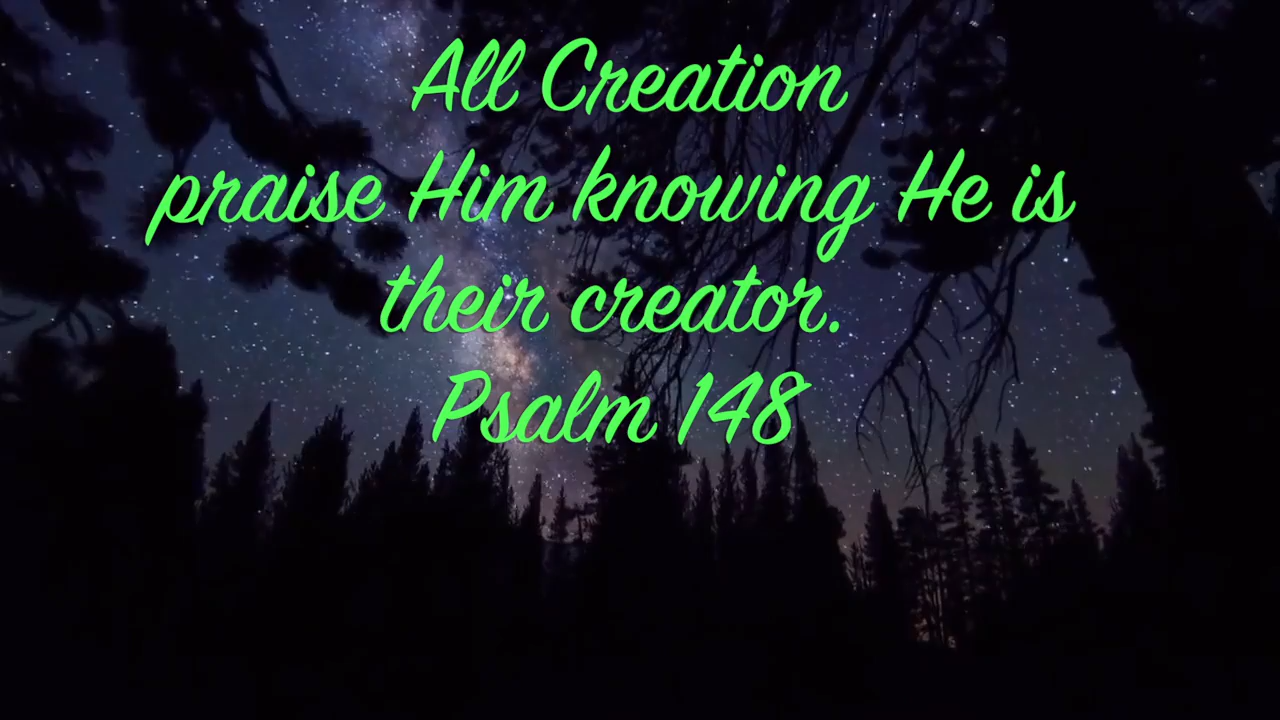 All Creation
praise Him knowing He is
their creator.
Psalm 148